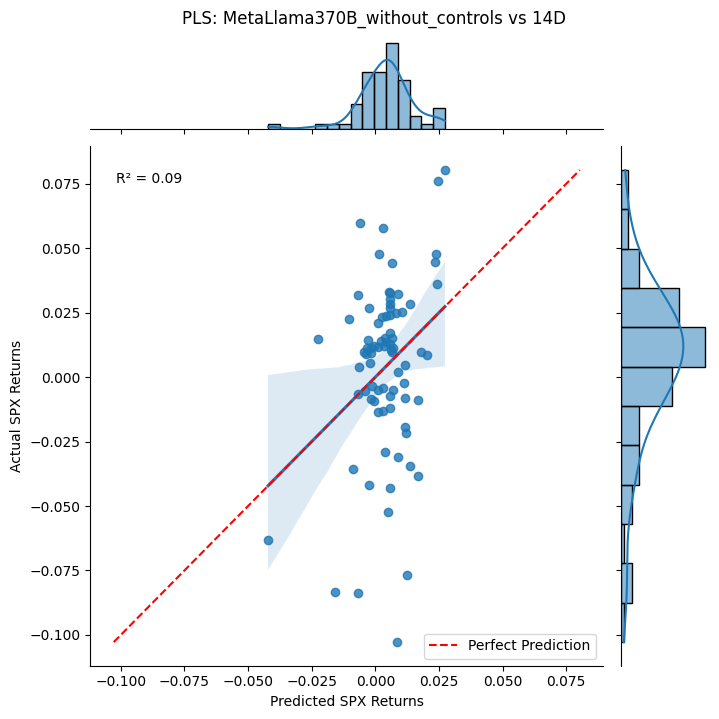 PLS: MetaLlama370B_without_controls vs 14D
R² = 0.09
0.075
0.050
0.025
0.000
−0.025
−0.050
−0.075
−0.100
Actual SPX Returns
Perfect Prediction
−0.100 −0.075 −0.050 −0.025 0.000 0.025 0.050 0.075
Predicted SPX Returns